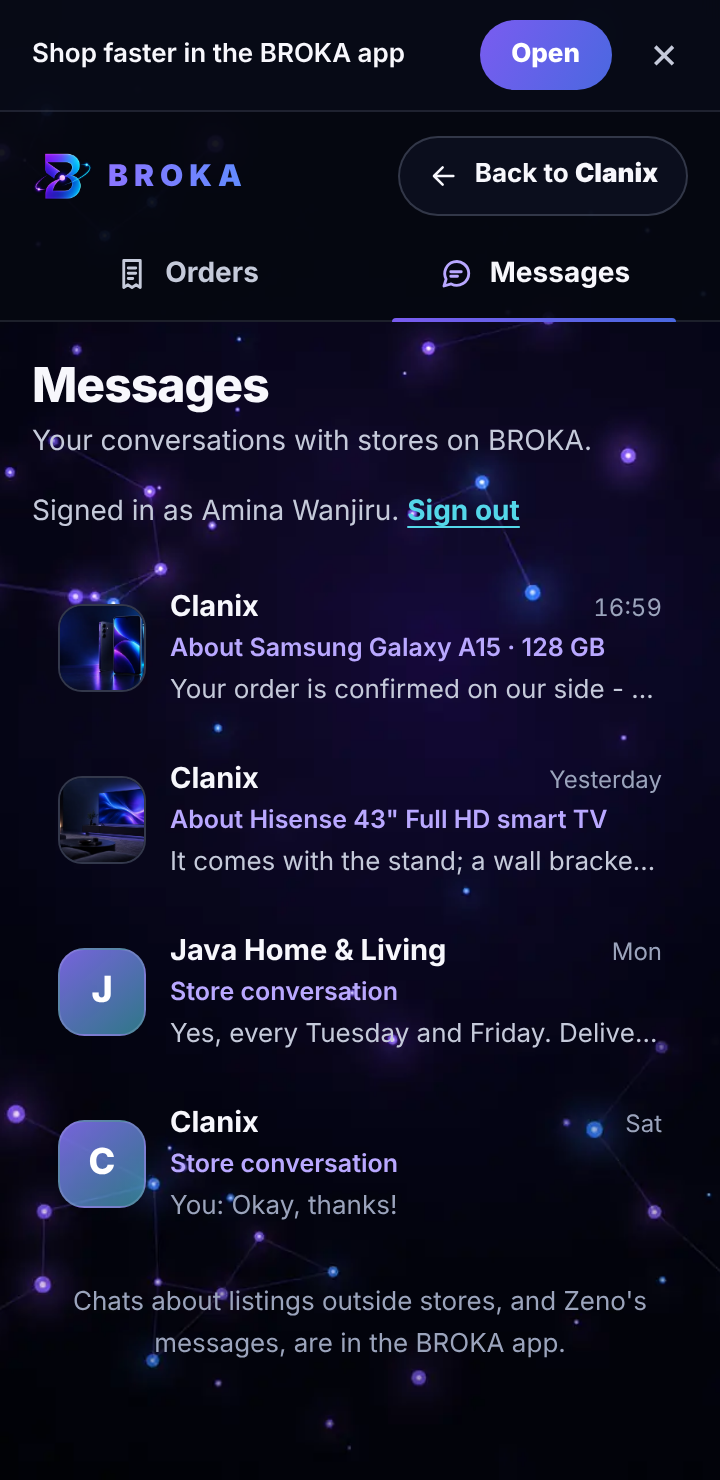 Shop faster in the BROKA app
Open
BROKA
← Back to Clanix
Orders
Messages
Messages
Your conversations with stores on BROKA.
Signed in as Amina Wanjiru. Sign out
Clanix
16:59
About Samsung Galaxy A15 · 128 GB
Your order is confirmed on our side - ...
Clanix
Yesterday
About Hisense 43" Full HD smart TV
It comes with the stand; a wall bracke...
J
Java Home & Living
Mon
Store conversation
Yes, every Tuesday and Friday. Delive...
C
Clanix
Sat
Store conversation
You: Okay, thanks!
Chats about listings outside stores, and Zeno's
messages, are in the BROKA app.